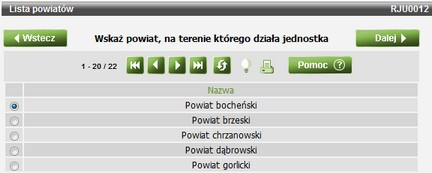 Lista powiatów RJU0012
Wstecz Wskaż powiat, na terenie którego działa jednostka Dalej
1 - 20 / 22 Pomoc ?
Nazwa
Powiat bocheński
Powiat brzeski
Powiat chrzanowski
Powiat dąbrowski
Powiat gorlicki